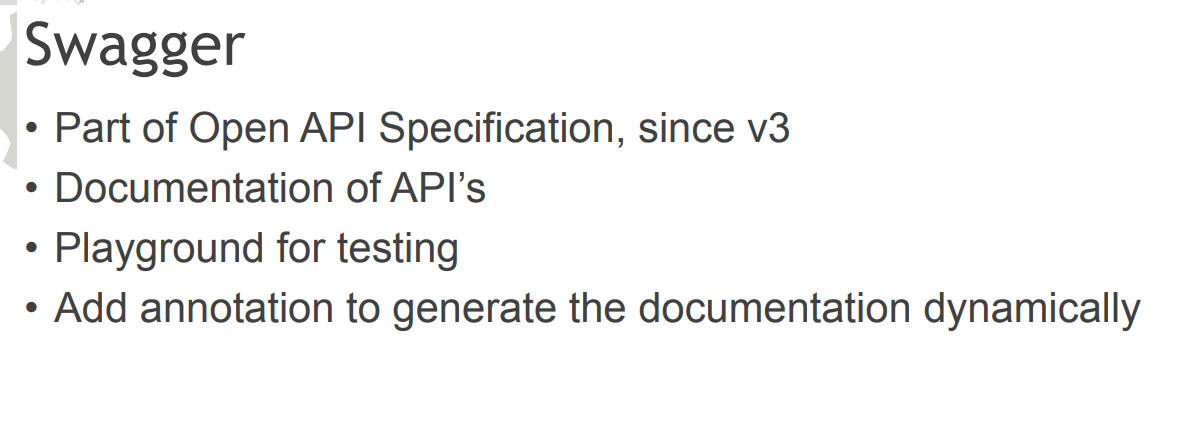 Swagger
• Part of Open API Specification, since v3
• Documentation of API’s
• Playground for testing
• Add annotation to generate the documentation dynamically